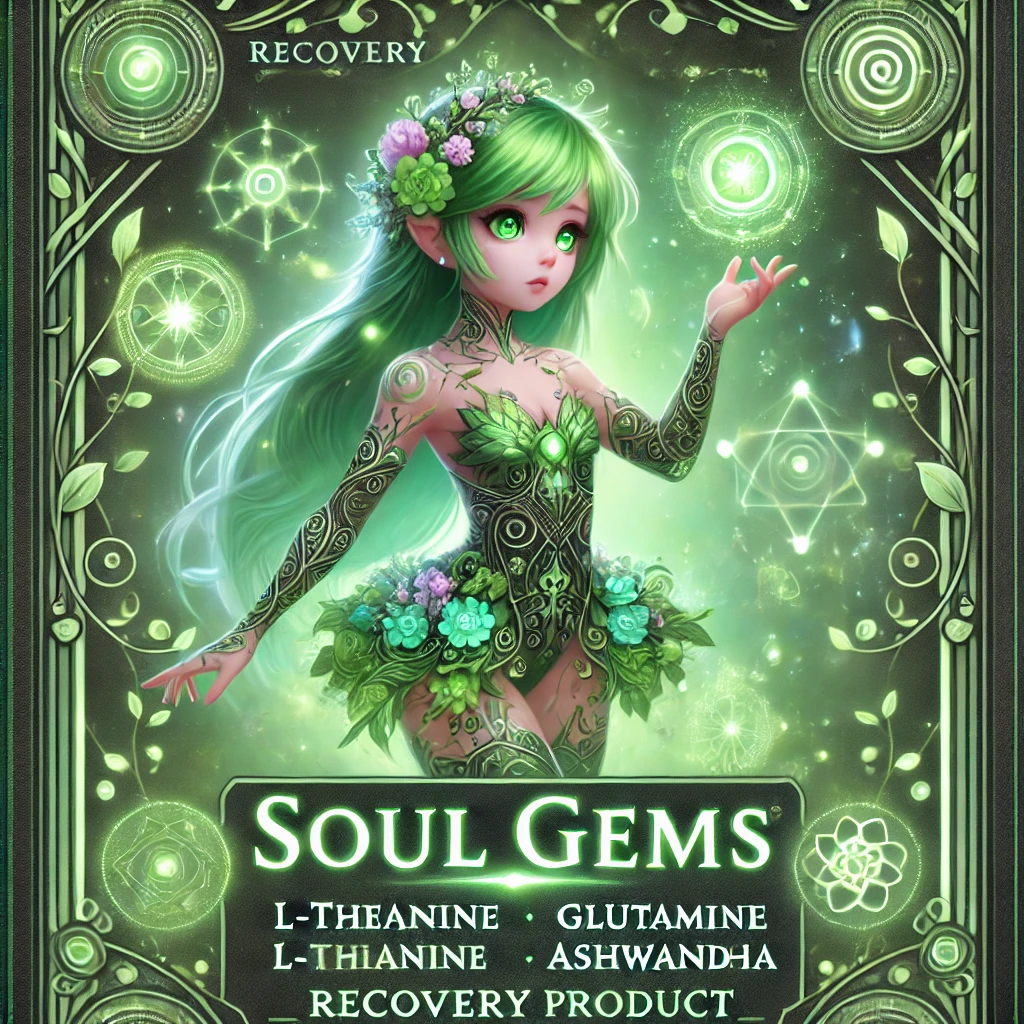 RECOVERY
SOUL GEMS
L-THEANINE · GLUTAMINE
L-THIANINE · ASHWANDHA
RECOVERY PRODUCT